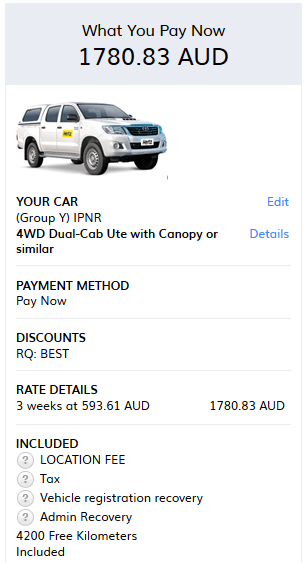 What You Pay Now
1780.83 AUD
Hertz
YOUR CAR Edit
(Group Y) IPNR
4WD Dual-Cab Ute with Canopy or Details
similar
PAYMENT METHOD
Pay Now
DISCOUNTS
RQ: BEST
RATE DETAILS
3 weeks at 593.61 AUD 1780.83 AUD
INCLUDED
? LOCATION FEE
? Tax
? Vehicle registration recovery
? Admin Recovery
4200 Free Kilometers
Included